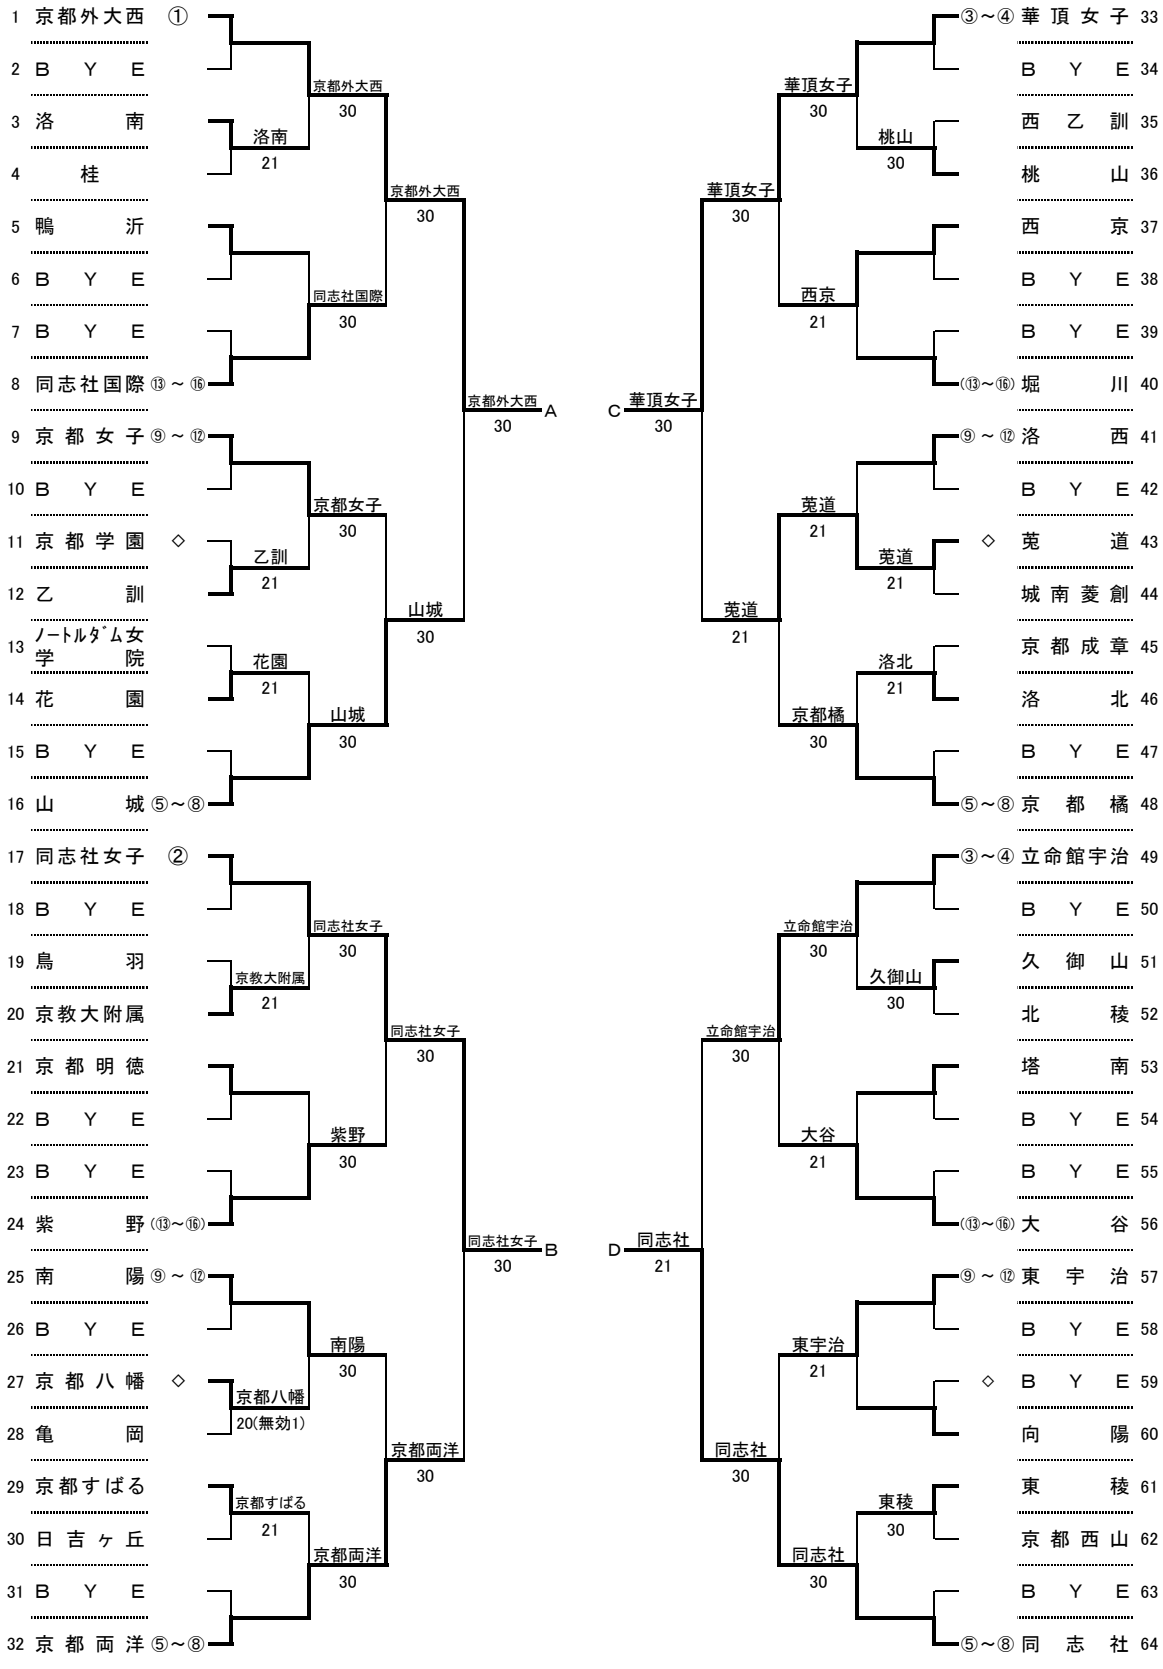 1 京都外大西 ①
2 B Y E
3 洛 南
4 桂
5 鴨 沂
6 B Y E
7 B Y E
8 同志社国際 ⑬～⑯
9 京都女子 ⑨～⑫
10 B Y E
11 京都学園 ◇
12 乙 訓
13 ﾉｰﾄﾙﾀﾞﾑ女
学 院
14 花 園
15 B Y E
16 山 城 ⑤～⑧
17 同志社女子 ②
18 B Y E
19 鳥 羽
20 京教大附属
21 京都明徳
22 B Y E
23 B Y E
24 紫 野 (⑬～⑯)
25 南 陽 ⑨～⑫
26 B Y E
27 京都八幡 ◇
28 亀 岡
29 京都すばる
30 日吉ヶ丘
31 B Y E
32 京都両洋 ⑤～⑧
洛南
21
乙訓
21
花園
21
京教大附属
21
京都八幡
20(無効1)
京都すばる
21
京都外大西
30
同志社国際
30
京都女子
30
山城
30
同志社女子
30
紫野
30
南陽
30
京都両洋
30
京都外大西
30
山城
30
同志社女子
30
京都両洋
30
京都外大西 A
30
同志社女子 B
30
C 華頂女子
30
D 同志社
21
華頂女子
30
莵道
21
立命館宇治
30
同志社
30
華頂女子
30
西京
21
莵道
21
京都橘
30
立命館宇治
30
大谷
21
東宇治
21
同志社
30
桃山
30
莵道
21
洛北
21
久御山
30
東稜
30
③～④ 華頂女子 33
B Y E 34
西乙訓 35
桃 山 36
西 京 37
B Y E 38
B Y E 39
(⑬～⑯) 堀 川 40
⑨～⑫ 洛 西 41
B Y E 42
◇ 莵 道 43
城南菱創 44
京都成章 45
洛 北 46
B Y E 47
⑤～⑧ 京都橘 48
③～④ 立命館宇治 49
B Y E 50
久御山 51
北 稜 52
塔 南 53
B Y E 54
B Y E 55
(⑬～⑯) 大 谷 56
⑨～⑫ 東宇治 57
B Y E 58
◇ B Y E 59
向 陽 60
東 稜 61
京都西山 62
B Y E 63
⑤～⑧ 同志社 64